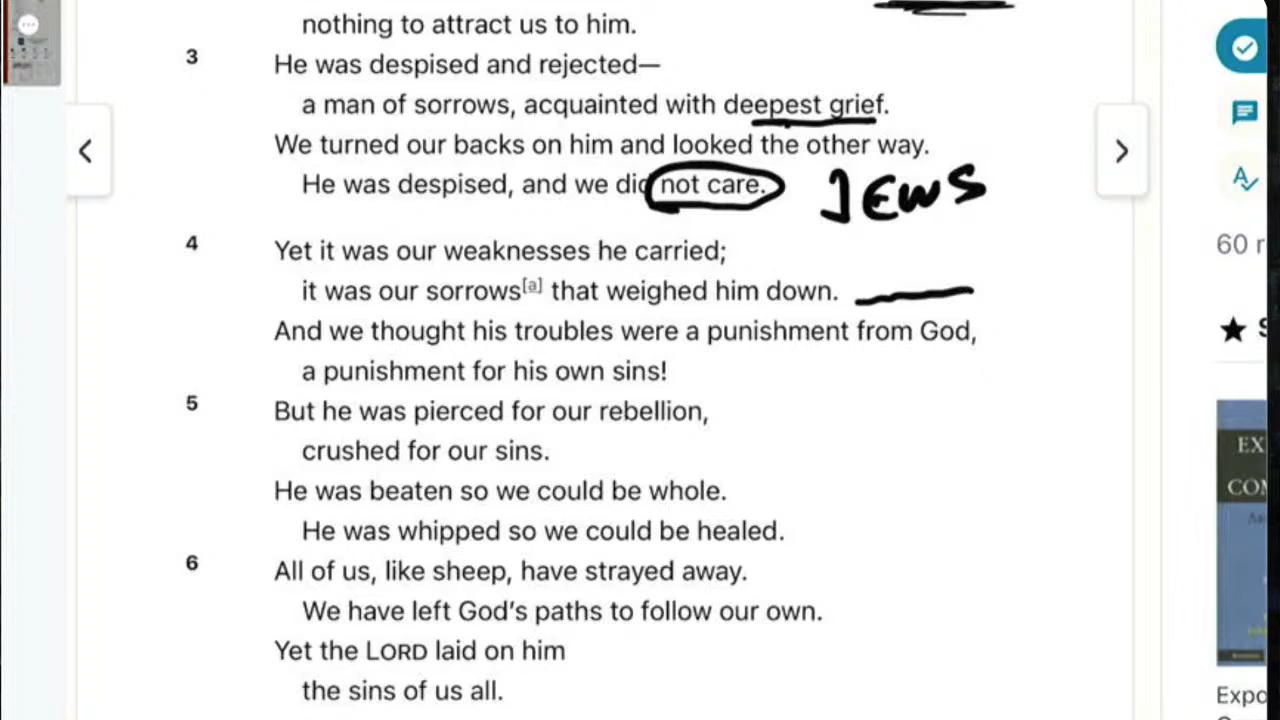 nothing to attract us to him.
3 He was despised and rejected—
a man of sorrows, acquainted with deepest grief.
We turned our backs on him and looked the other way.
He was despised, and we did not care. JEWS
4 Yet it was our weaknesses he carried;
it was our sorrows[a] that weighed him down.
And we thought his troubles were a punishment from God,
a punishment for his own sins!
5 But he was pierced for our rebellion,
crushed for our sins.
He was beaten so we could be whole.
He was whipped so we could be healed.
6 All of us, like sheep, have strayed away.
We have left God’s paths to follow our own.
Yet the LORD laid on him
the sins of us all.
60 r
S
EX
COM
Expo